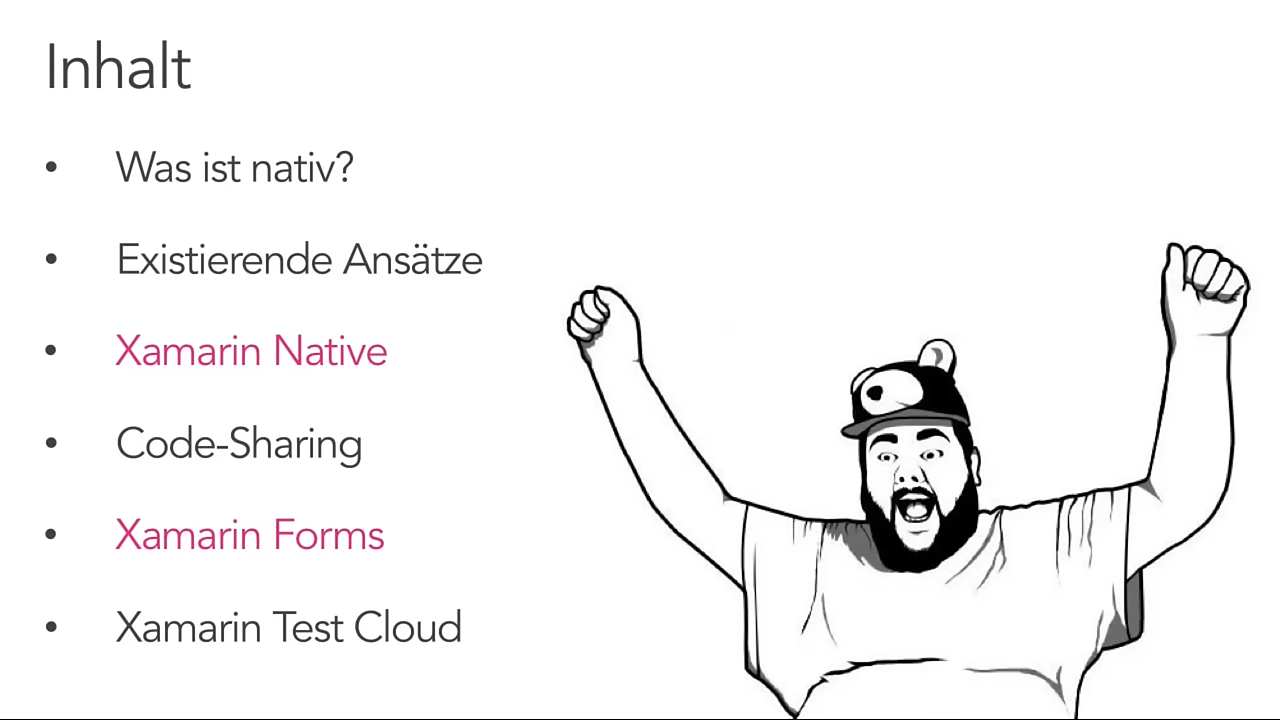 Inhalt
• Was ist nativ?
• Existierende Ansätze
• Xamarin Native
• Code-Sharing
• Xamarin Forms
• Xamarin Test Cloud